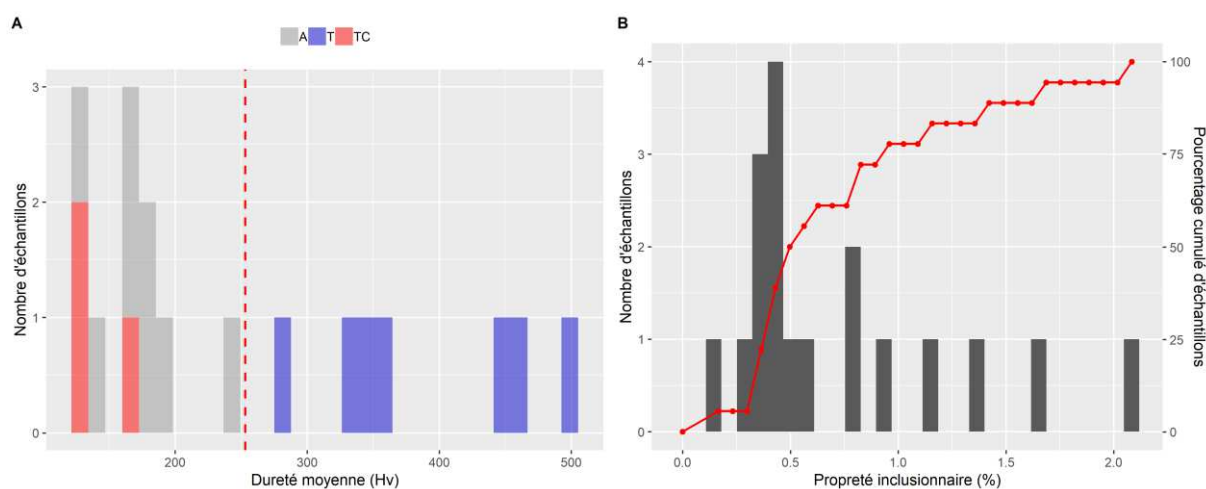 A
A T TC
Nombre d'échantillons
3
2
1
0
200 300 400 500
Dureté moyenne (Hv)
B
Nombre d'échantillons
4
3
2
1
0
100
75
50
25
0
Pourcentage cumulé d'échantillons
0.0 0.5 1.0 1.5 2.0
Propreté inclusionnaire (%)